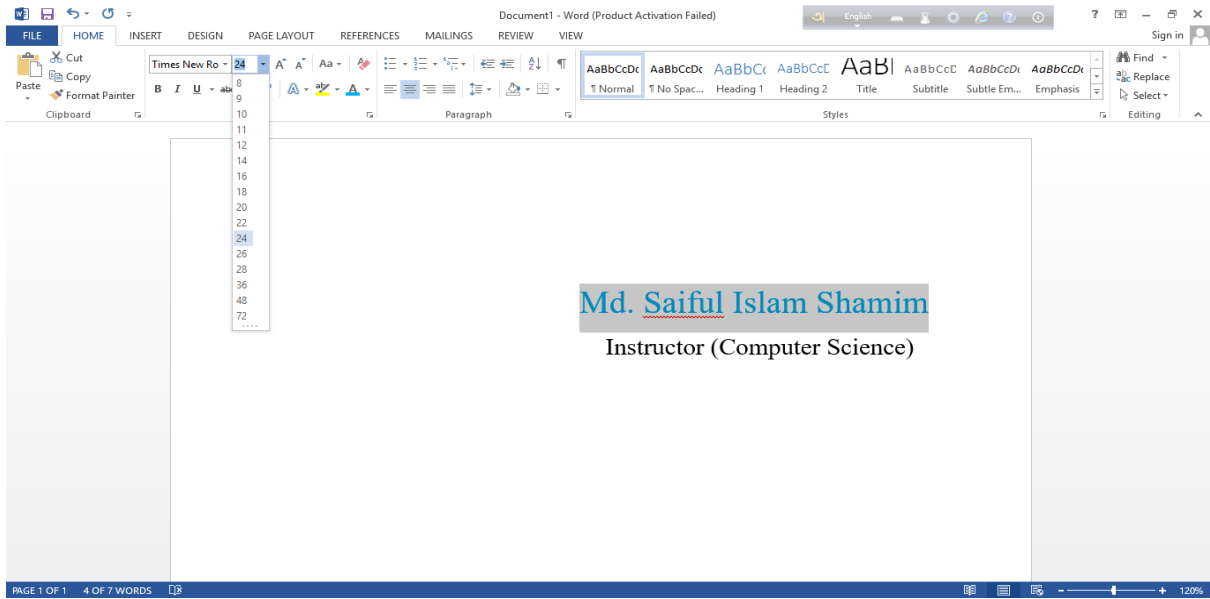 Document1 - Word (Product Activation Failed)
English
?
FILE HOME INSERT DESIGN PAGE LAYOUT REFERENCES MAILINGS REVIEW VIEW Sign in
Paste
Cut
Copy
Format Painter
Clipboard
Times New Ro 24
Aa
B I U
A
Paragraph
AaBbCcDc ¶ Normal
AaBbCcDc ¶ No Spac...
AaBbCc Heading 1
AaBbCcC Heading 2
AaB Title
AaBbCcD Subtitle
AaBbCcDc Subtle Em...
AaBbCcDc Emphasis
Styles
Find
Replace
Select
Editing
8
9
10
11
12
14
16
18
20
22
24
26
28
36
48
72
Md. Saiful Islam Shamim
Instructor (Computer Science)
PAGE 1 OF 1 4 OF 7 WORDS 120%